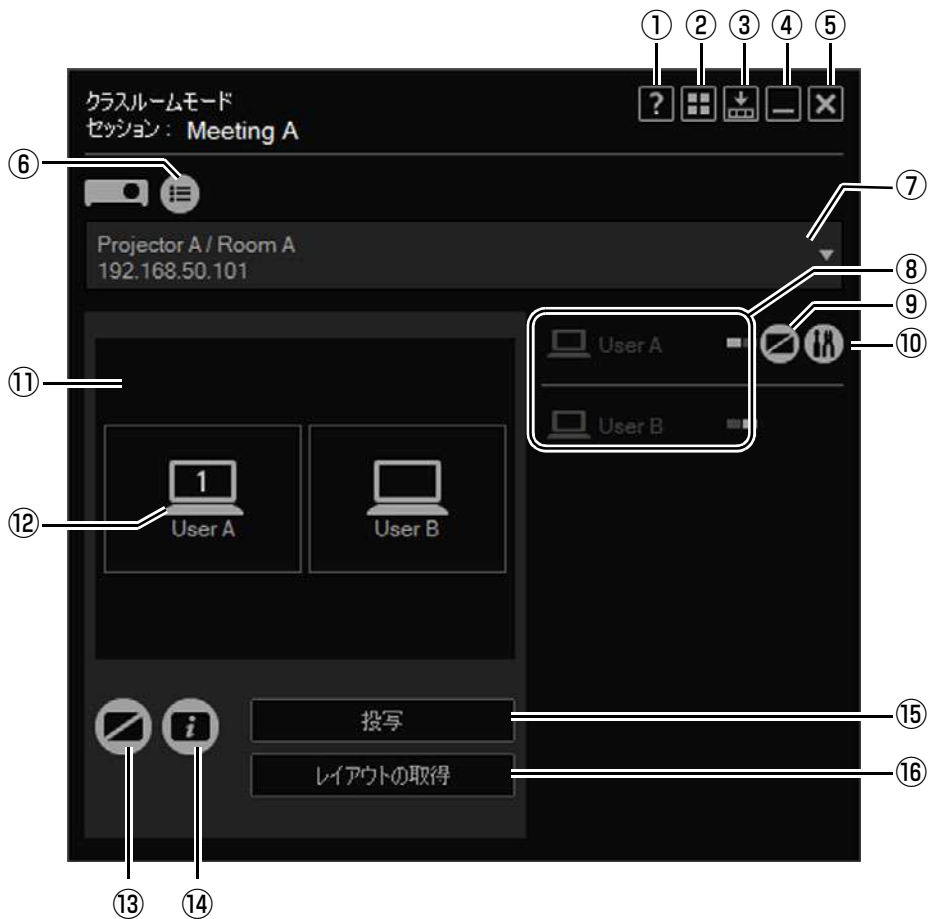 ① ② ③ ④ ⑤
クラスルームモード
セッション： Meeting A
?
⑥
⑦
Projector A / Room A
192.168.50.101
⑧
⑨
User A
⑩
⑪
User B
1
⑫
User A
User B
i
投写
⑮
レイアウトの取得
⑯
⑬ ⑭